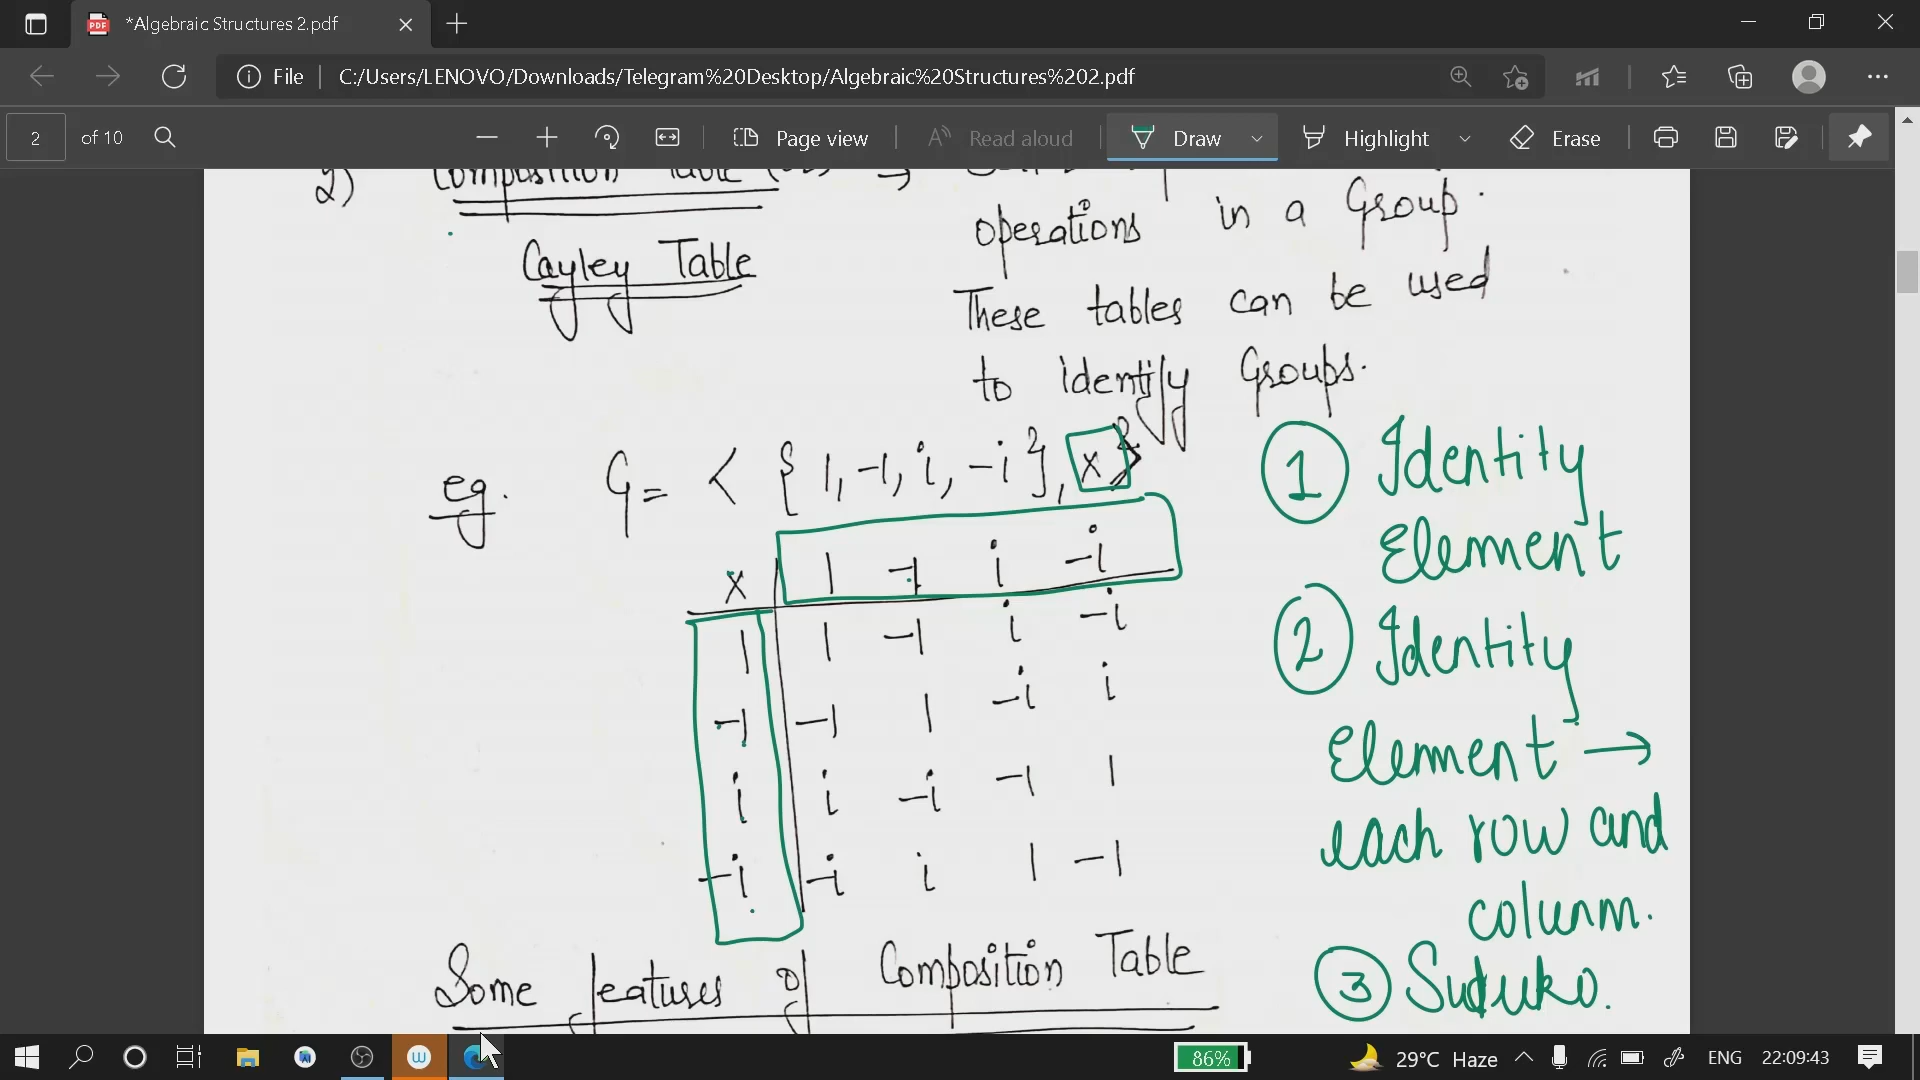 *Algebraic Structures 2.pdf
File C:/Users/LENOVO/Downloads/Telegram%20Desktop/Algebraic%20Structures%202.pdf
2 of 10 Page view Read aloud Draw Highlight Erase
2) Composition Table →
operations in a Group.
Cayley Table
These tables can be used
to identify Groups.
eg. G = < { 1, -1, i, -i }, x >
x 1 -1 i -i
1 1 -1 i -i
-1 -1 1 -i i
i i -i -1 1
-i -i i 1 -1
1 Identity
Element
2 Identity
Element →
each row and
column.
3 Suduko.
Some features of Composition Table
86% 29°C Haze ENG 22:09:43